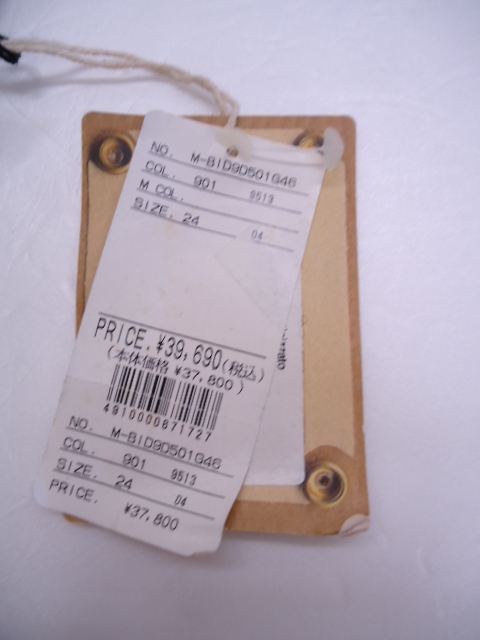 NO. M-BID9D501G46
COL. 901 9513
M COL.
SIZE. 24 04
PRICE. ¥39,690(税込)
(本体価格 ¥37,800)
4910000871727
NO. M-BID9D501G46
COL. 901 9513
SIZE. 24 04
PRICE. ¥37,800